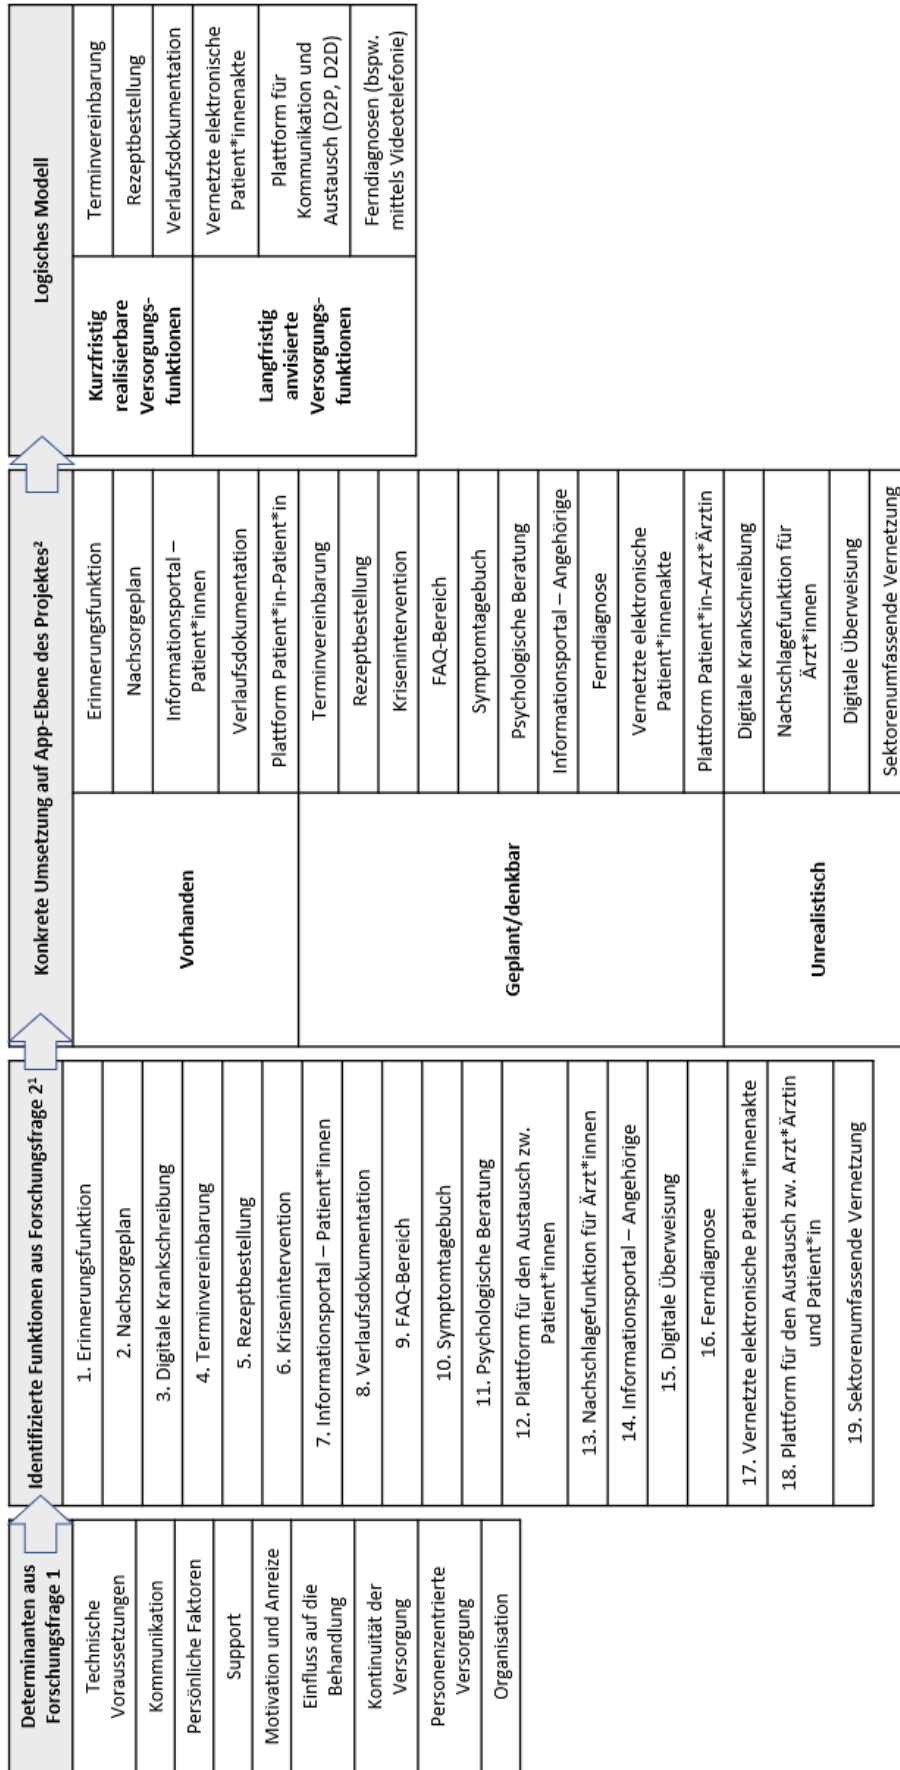 Determinanten aus
Forschungsfrage 1
Technische
Voraussetzungen
Kommunikation
Persönliche Faktoren
Support
Motivation und Anreize
Einfluss auf die
Behandlung
Kontinuität der
Versorgung
Personenzentrierte
Versorgung
Organisation
Identifizierte Funktionen aus Forschungsfrage 2¹
1. Erinnerungsfunktion
2. Nachsorgeplan
3. Digitale Krankschreibung
4. Terminvereinbarung
5. Rezeptbestellung
6. Krisenintervention
7. Informationsportal – Patient*innen
8. Verlaufsdokumentation
9. FAQ-Bereich
10. Symptomtagebuch
11. Psychologische Beratung
12. Plattform für den Austausch zw.
Patient*innen
13. Nachschlagefunktion für Ärzt*innen
14. Informationsportal – Angehörige
15. Digitale Überweisung
16. Ferndiagnose
17. Vernetzte elektronische Patient*innenakte
18. Plattform für den Austausch zw. Arzt*Ärztin
und Patient*in
19. Sektorenumfassende Vernetzung
Konkrete Umsetzung auf App-Ebene des Projektes²
Vorhanden
Erinnerungsfunktion
Nachsorgeplan
Informationsportal –
Patient*innen
Verlaufsdokumentation
Plattform Patient*in-Patient*in
Geplant/denkbar
Terminvereinbarung
Rezeptbestellung
Krisenintervention
FAQ-Bereich
Symptomtagebuch
Psychologische Beratung
Informationsportal – Angehörige
Ferndiagnose
Vernetzte elektronische
Patient*innenakte
Plattform Patient*in-Arzt*Ärztin
Unrealistisch
Digitale Krankschreibung
Nachschlagefunktion für
Ärzt*innen
Digitale Überweisung
Sektorenumfassende Vernetzung
Logisches Modell
Kurzfristig
realisierbare
Versorgungs-
funktionen
Terminvereinbarung
Rezeptbestellung
Verlaufsdokumentation
Langfristig
anvisierte
Versorgungs-
funktionen
Vernetzte elektronische
Patient*innenakte
Plattform für
Kommunikation und
Austausch (D2P, D2D)
Ferndiagnosen (bspw.
mittels Videotelefonie)